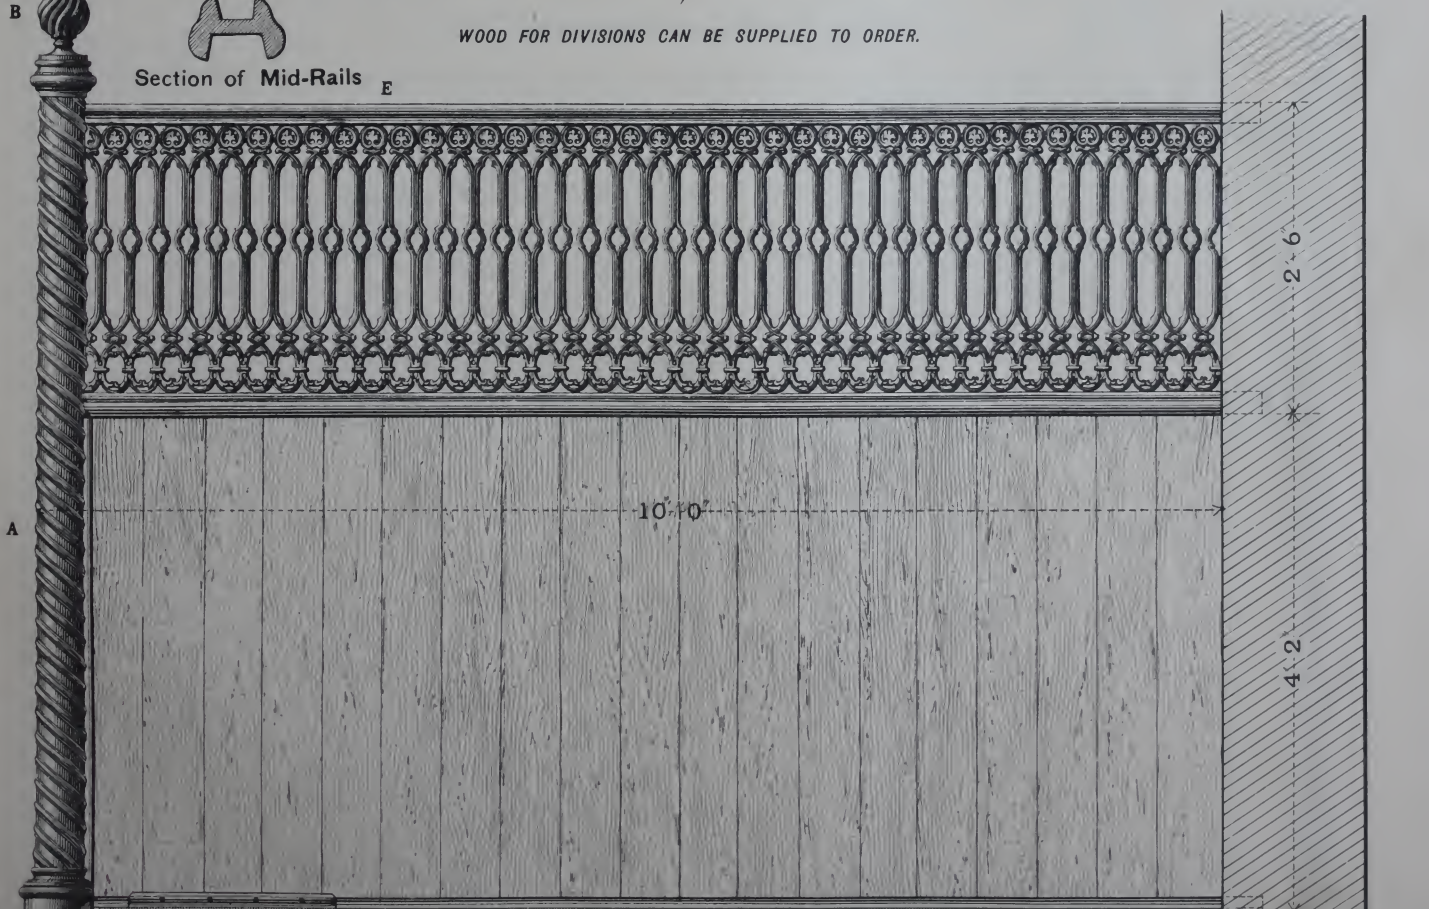 B
WOOD FOR DIVISIONS CAN BE SUPPLIED TO ORDER.
Section of Mid-Rails
E
2'-6"
10'-0"
A
4'-2"